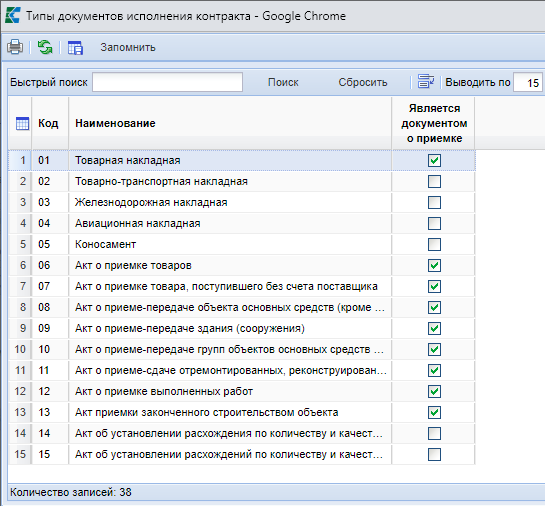 Типы документов исполнения контракта - Google Chrome
Запомнить
Быстрый поиск Поиск Сбросить Выводить по 15
Код Наименование Является документом о приемке
1 01 Товарная накладная
2 02 Товарно-транспортная накладная
3 03 Железнодорожная накладная
4 04 Авиационная накладная
5 05 Коносамент
6 06 Акт о приемке товаров
7 07 Акт о приемке товара, поступившего без счета поставщика
8 08 Акт о приеме-передаче объекта основных средств (кроме ...
9 09 Акт о приеме-передаче здания (сооружения)
10 10 Акт о приеме-передаче групп объектов основных средств ...
11 11 Акт о приеме-сдаче отремонтированных, реконструирован...
12 12 Акт о приемке выполненных работ
13 13 Акт приемки законченного строительством объекта
14 14 Акт об установлении расхождения по количеству и качест...
15 15 Акт об установлении расхождений по количеству и качест...
Количество записей: 38